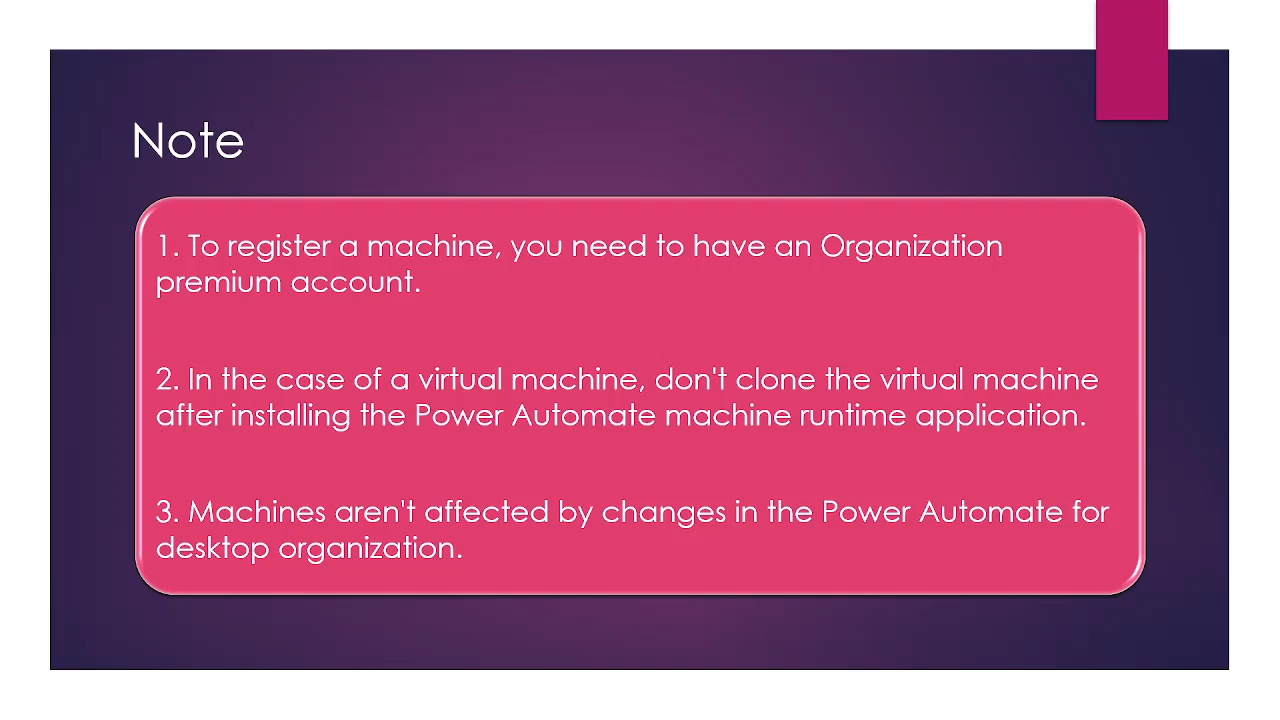 Note
1. To register a machine, you need to have an Organization
premium account.
2. In the case of a virtual machine, don't clone the virtual machine
after installing the Power Automate machine runtime application.
3. Machines aren't affected by changes in the Power Automate for
desktop organization.